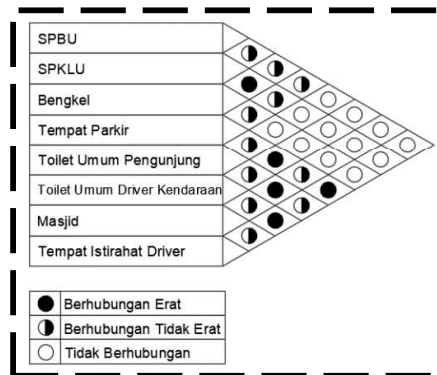 SPBU
SPKLU
Bengkel
Tempat Parkir
Toilet Umum Pengunjung
Toilet Umum Driver Kendaraan
Masjid
Tempat Istirahat Driver
Berhubungan Erat
Berhubungan Tidak Erat
Tidak Berhubungan